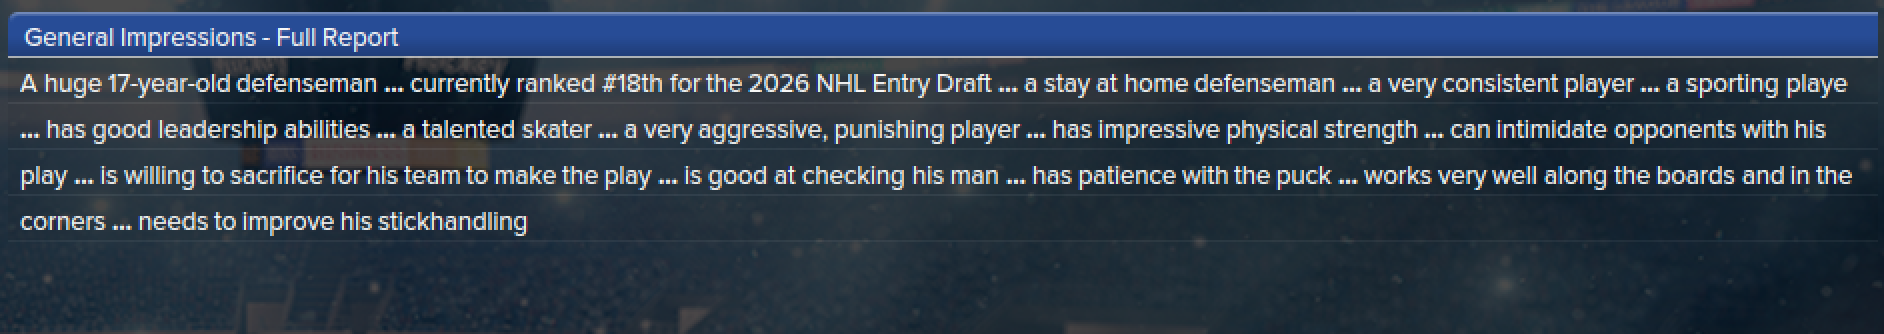 General Impressions - Full Report
A huge 17-year-old defenseman ... currently ranked #18th for the 2026 NHL Entry Draft ... a stay at home defenseman ... a very consistent player ... a sporting playe
... has good leadership abilities ... a talented skater ... a very aggressive, punishing player ... has impressive physical strength ... can intimidate opponents with his
play ... is willing to sacrifice for his team to make the play ... is good at checking his man ... has patience with the puck ... works very well along the boards and in the
corners ... needs to improve his stickhandling